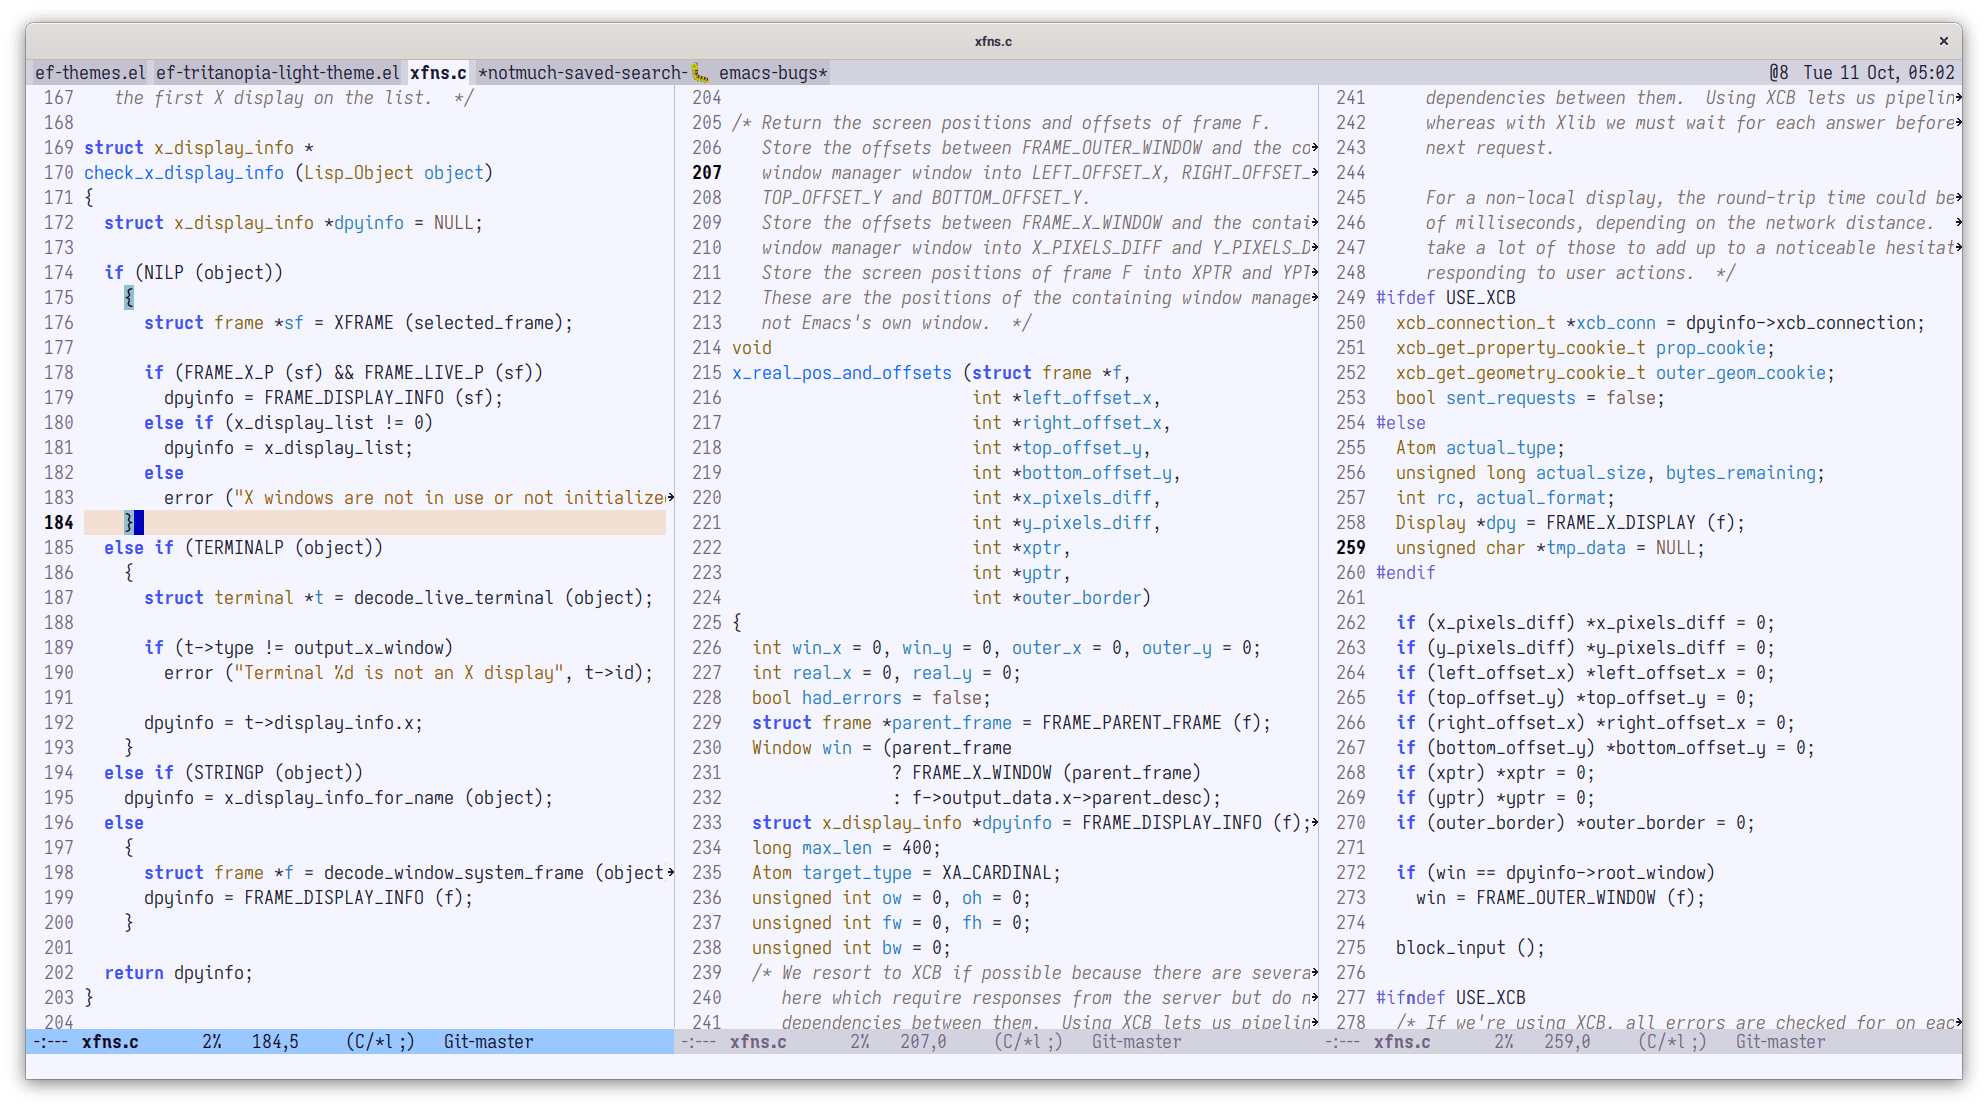 xfns.c ×
ef-themes.el ef-tritanopia-light-theme.el xfns.c *notmuch-saved-search-🐛 emacs-bugs* @8 Tue 11 Oct, 05:02
167    the first X display on the list.  */
168
169 struct x_display_info *
170 check_x_display_info (Lisp_Object object)
171 {
172   struct x_display_info *dpyinfo = NULL;
173
174   if (NILP (object))
175     {
176       struct frame *sf = XFRAME (selected_frame);
177
178       if (FRAME_X_P (sf) && FRAME_LIVE_P (sf))
179         dpyinfo = FRAME_DISPLAY_INFO (sf);
180       else if (x_display_list != 0)
181         dpyinfo = x_display_list;
182       else
183         error ("X windows are not in use or not initialize
184     }
185   else if (TERMINALP (object))
186     {
187       struct terminal *t = decode_live_terminal (object);
188
189       if (t->type != output_x_window)
190         error ("Terminal %d is not an X display", t->id);
191
192       dpyinfo = t->display_info.x;
193     }
194   else if (STRINGP (object))
195     dpyinfo = x_display_info_for_name (object);
196   else
197     {
198       struct frame *f = decode_window_system_frame (object
199       dpyinfo = FRAME_DISPLAY_INFO (f);
200     }
201
202   return dpyinfo;
203 }
204
-:--- xfns.c 2% 184,5 (C/*l ;) Git-master
204
205 /* Return the screen positions and offsets of frame F.
206    Store the offsets between FRAME_OUTER_WINDOW and the co
207    window manager window into LEFT_OFFSET_X, RIGHT_OFFSET_
208    TOP_OFFSET_Y and BOTTOM_OFFSET_Y.
209    Store the offsets between FRAME_X_WINDOW and the contai
210    window manager window into X_PIXELS_DIFF and Y_PIXELS_D
211    Store the screen positions of frame F into XPTR and YPT
212    These are the positions of the containing window manage
213    not Emacs's own window.  */
214 void
215 x_real_pos_and_offsets (struct frame *f,
216                         int *left_offset_x,
217                         int *right_offset_x,
218                         int *top_offset_y,
219                         int *bottom_offset_y,
220                         int *x_pixels_diff,
221                         int *y_pixels_diff,
222                         int *xptr,
223                         int *yptr,
224                         int *outer_border)
225 {
226   int win_x = 0, win_y = 0, outer_x = 0, outer_y = 0;
227   int real_x = 0, real_y = 0;
228   bool had_errors = false;
229   struct frame *parent_frame = FRAME_PARENT_FRAME (f);
230   Window win = (parent_frame
231                 ? FRAME_X_WINDOW (parent_frame)
232                 : f->output_data.x->parent_desc);
233   struct x_display_info *dpyinfo = FRAME_DISPLAY_INFO (f);
234   long max_len = 400;
235   Atom target_type = XA_CARDINAL;
236   unsigned int ow = 0, oh = 0;
237   unsigned int fw = 0, fh = 0;
238   unsigned int bw = 0;
239   /* We resort to XCB if possible because there are severa
240      here which require responses from the server but do n
241      dependencies between them.  Using XCB lets us pipelin
-:--- xfns.c 2% 207,0 (C/*l ;) Git-master
241      dependencies between them.  Using XCB lets us pipelin
242      whereas with Xlib we must wait for each answer before
243      next request.
244
245      For a non-local display, the round-trip time could be
246      of milliseconds, depending on the network distance.
247      take a lot of those to add up to a noticeable hesitat
248      responding to user actions.  */
249 #ifdef USE_XCB
250   xcb_connection_t *xcb_conn = dpyinfo->xcb_connection;
251   xcb_get_property_cookie_t prop_cookie;
252   xcb_get_geometry_cookie_t outer_geom_cookie;
253   bool sent_requests = false;
254 #else
255   Atom actual_type;
256   unsigned long actual_size, bytes_remaining;
257   int rc, actual_format;
258   Display *dpy = FRAME_X_DISPLAY (f);
259   unsigned char *tmp_data = NULL;
260 #endif
261
262   if (x_pixels_diff) *x_pixels_diff = 0;
263   if (y_pixels_diff) *y_pixels_diff = 0;
264   if (left_offset_x) *left_offset_x = 0;
265   if (top_offset_y) *top_offset_y = 0;
266   if (right_offset_x) *right_offset_x = 0;
267   if (bottom_offset_y) *bottom_offset_y = 0;
268   if (xptr) *xptr = 0;
269   if (yptr) *yptr = 0;
270   if (outer_border) *outer_border = 0;
271
272   if (win == dpyinfo->root_window)
273     win = FRAME_OUTER_WINDOW (f);
274
275   block_input ();
276
277 #ifndef USE_XCB
278   /* If we're using XCB, all errors are checked for on eac
-:--- xfns.c 2% 259,0 (C/*l ;) Git-master